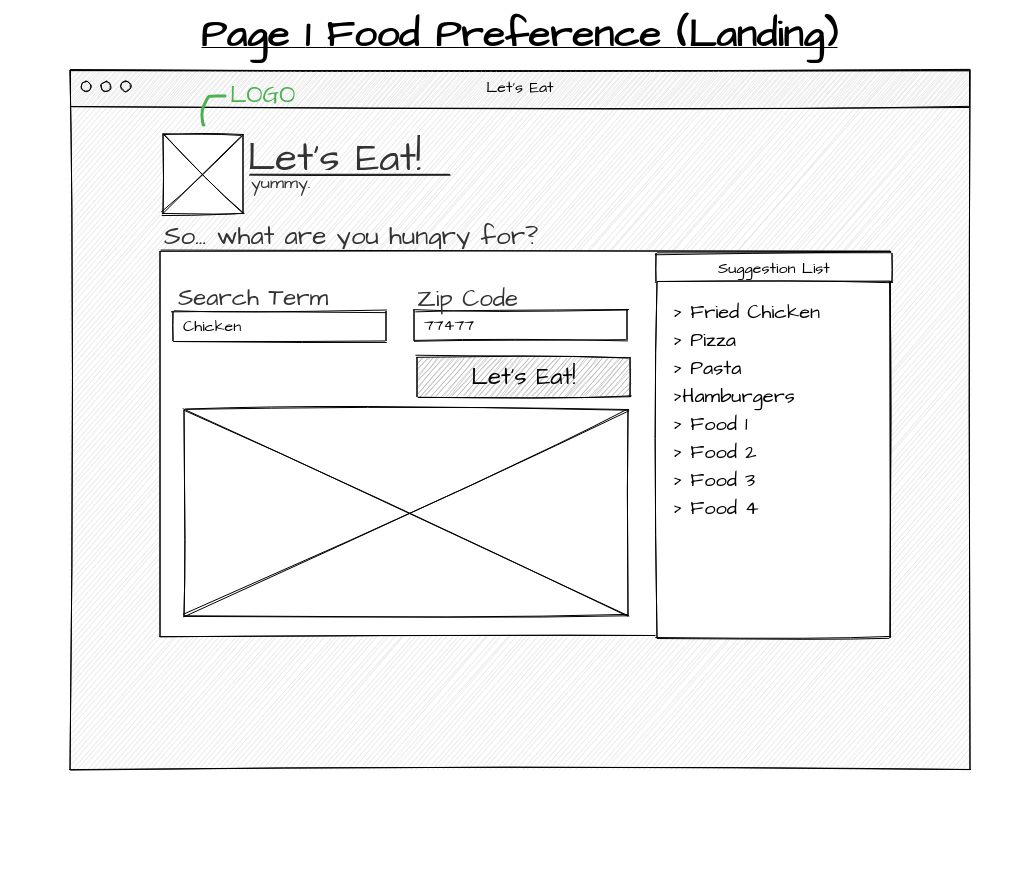 Page 1 Food Preference (Landing)
Let's Eat
LOGO
Let's Eat!
yummy.
So... what are you hungry for?
Search Term
Chicken
Zip Code
77477
Let's Eat!
Suggestion List
> Fried Chicken
> Pizza
> Pasta
>Hamburgers
> Food 1
> Food 2
> Food 3
> Food 4